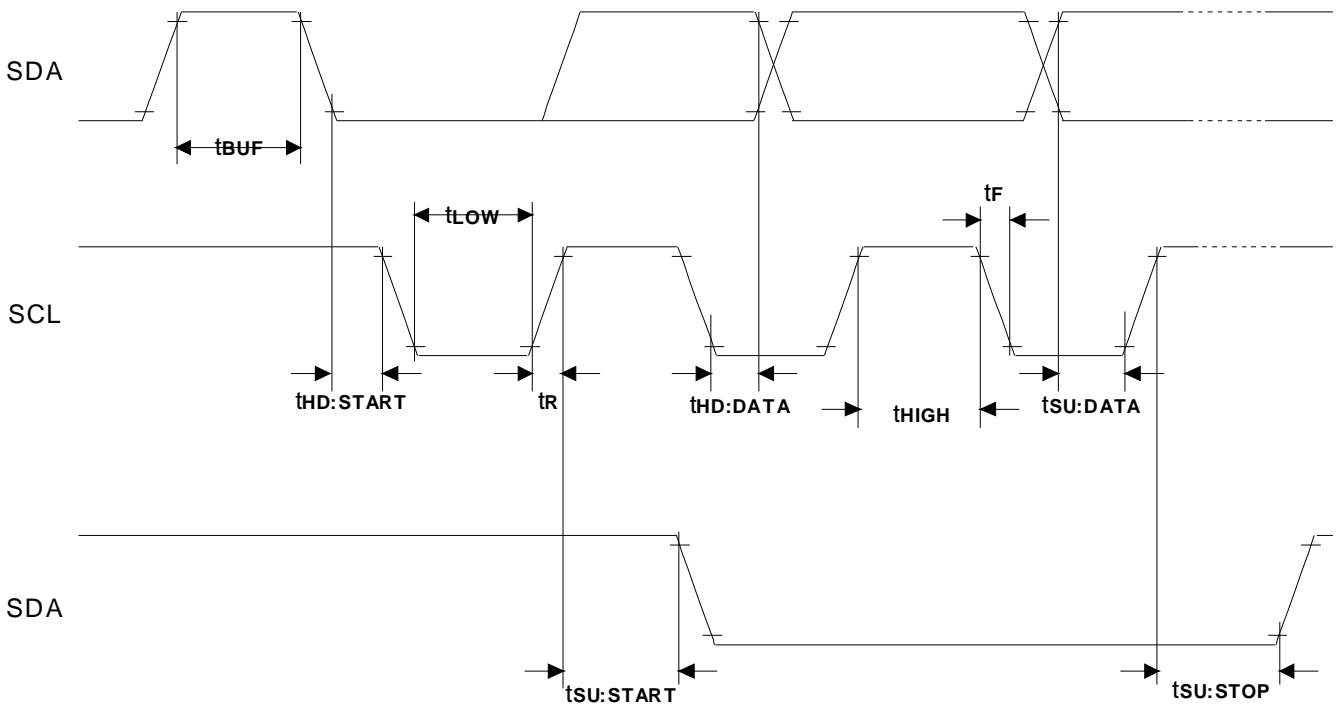 SDA
tBUF
tF
tLOW
SCL
tHD:START
tR
tHD:DATA
tHIGH
tSU:DATA
SDA
tSU:START
tSU:STOP